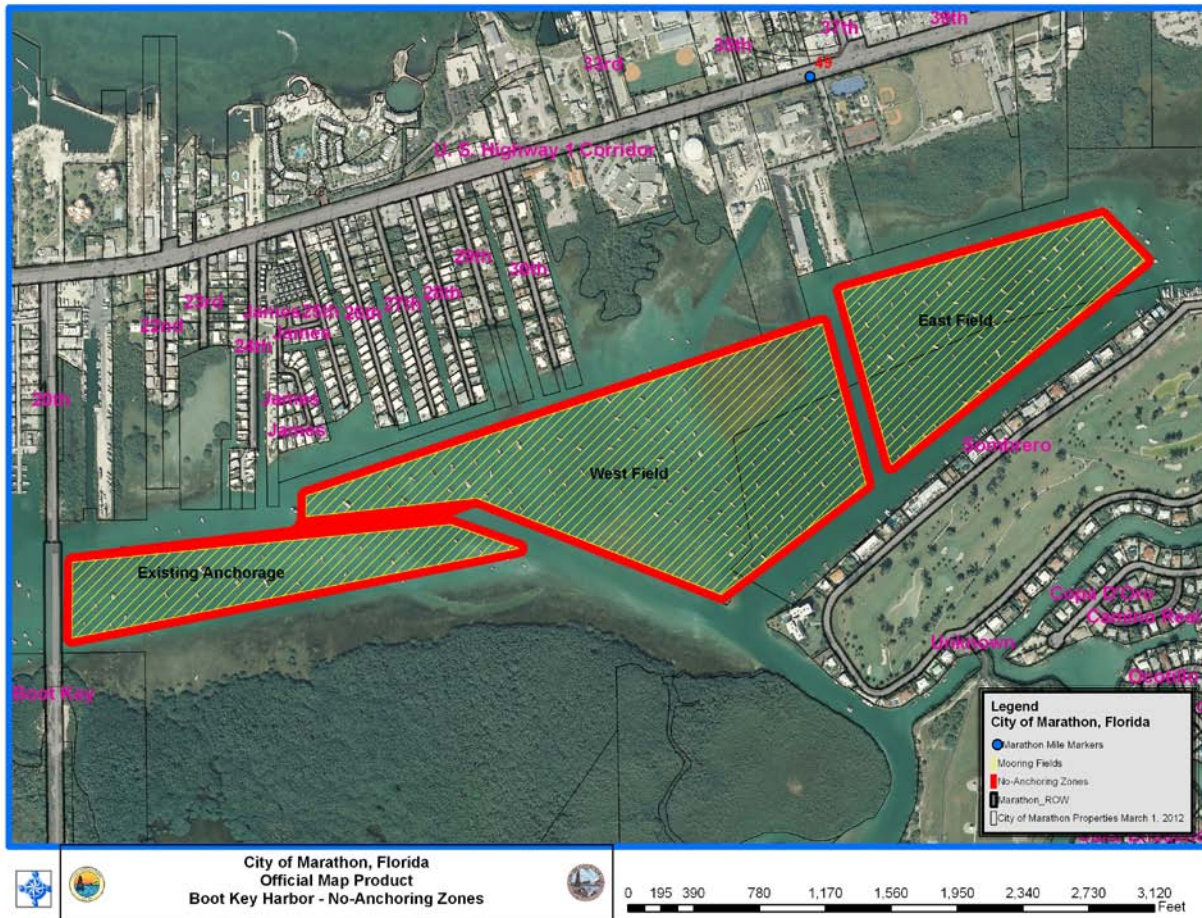 39th
37th
35th
49
33rd
U. S. Highway 1 Corridor
29th
30th
28th
27th
26th
James 25th
23rd
22nd
James
24th
20th
James
James
East Field
West Field
Existing Anchorage
Sombrero
Copa D'Oro
Camino Real
Unknown
Ocotillo
Boot Key
Legend
City of Marathon, Florida
Marathon Mile Markers
Mooring Fields
No-Anchoring Zones
Marathon_ROW
City of Marathon Properties March 1, 2012
City of Marathon, Florida
Official Map Product
Boot Key Harbor - No-Anchoring Zones
0 195 390 780 1,170 1,560 1,950 2,340 2,730 3,120
Feet